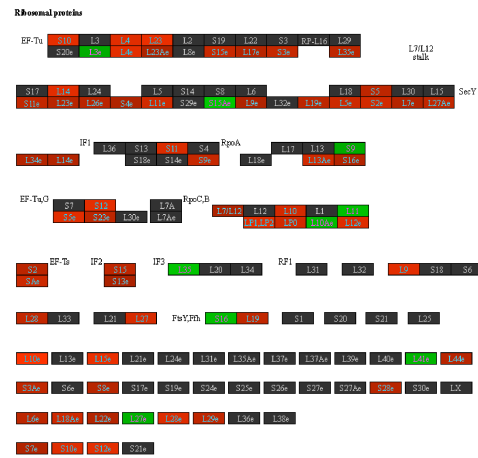 Ribosomal proteins
EF-Tu S10 L3 L4 L23 L2 S19 L22 S3 RP-L16 L29
S20e L3e L4e L23Ae L8e S15e L17e S3e L35e L7/L12 stalk
S17 L14 L24 L5 S14 S8 L6 L18 S5 L30 L15 SecY
S11e L23e L26e S4e L11e S29e L9e L32e L19e L5e S2e L7e L27Ae
IF1 L36 S13 S11 S4 RpoA L17 L13 S9
L34e L14e S18e S14e S9e L18e L13Ae S16e
EF-Tu,G S7 S12 L7A RpoC,B L7/L12 L12 L10 L1 L11
S5e S23e L30e L7Ae LP1,LP2 LP0 L10Ae L12e
S2 EF-Ts IF2 S15 IF3 L35 L20 L34 RF1 L31 L32 L9 S18 S6
SAe S13e
L28 L33 L21 L27 FtsY,Ffh S16 L19 S1 S20 S21 L25
L10e L13e L15e L21e L24e L31e L35Ae L37e L37Ae L39e L40e L41e L44e
S3Ae S6e S8e S17e S19e S24e S25e S26e S27e S27Ae S28e S30e LX
L6e L18Ae L22e L27e L28e L29e L36e L38e
S7e S10e S12e S21e